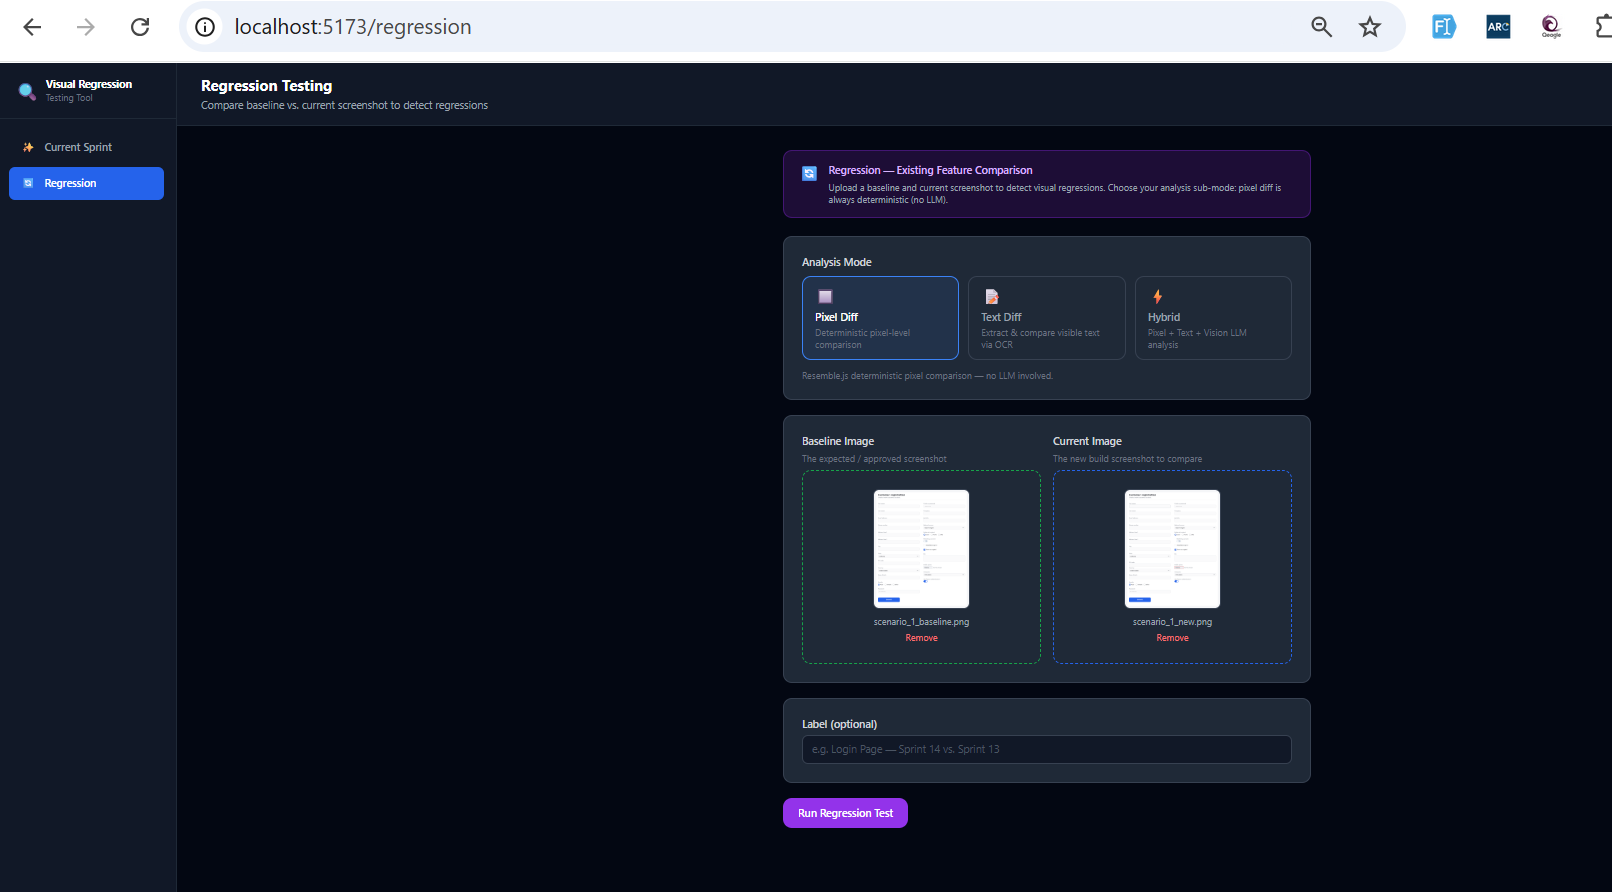 localhost:5173/regression
ARC
Qeogle
Visual Regression
Testing Tool
Current Sprint
Regression
Regression Testing
Compare baseline vs. current screenshot to detect regressions
Regression — Existing Feature Comparison
Upload a baseline and current screenshot to detect visual regressions. Choose your analysis sub-mode: pixel diff is
always deterministic (no LLM).
Analysis Mode
Pixel Diff
Deterministic pixel-level
comparison
Text Diff
Extract & compare visible text
via OCR
Hybrid
Pixel + Text + Vision LLM
analysis
Resemble.js deterministic pixel comparison — no LLM involved.
Baseline Image
The expected / approved screenshot
scenario_1_baseline.png
Remove
Current Image
The new build screenshot to compare
scenario_1_new.png
Remove
Label (optional)
e.g. Login Page — Sprint 14 vs. Sprint 13
Run Regression Test